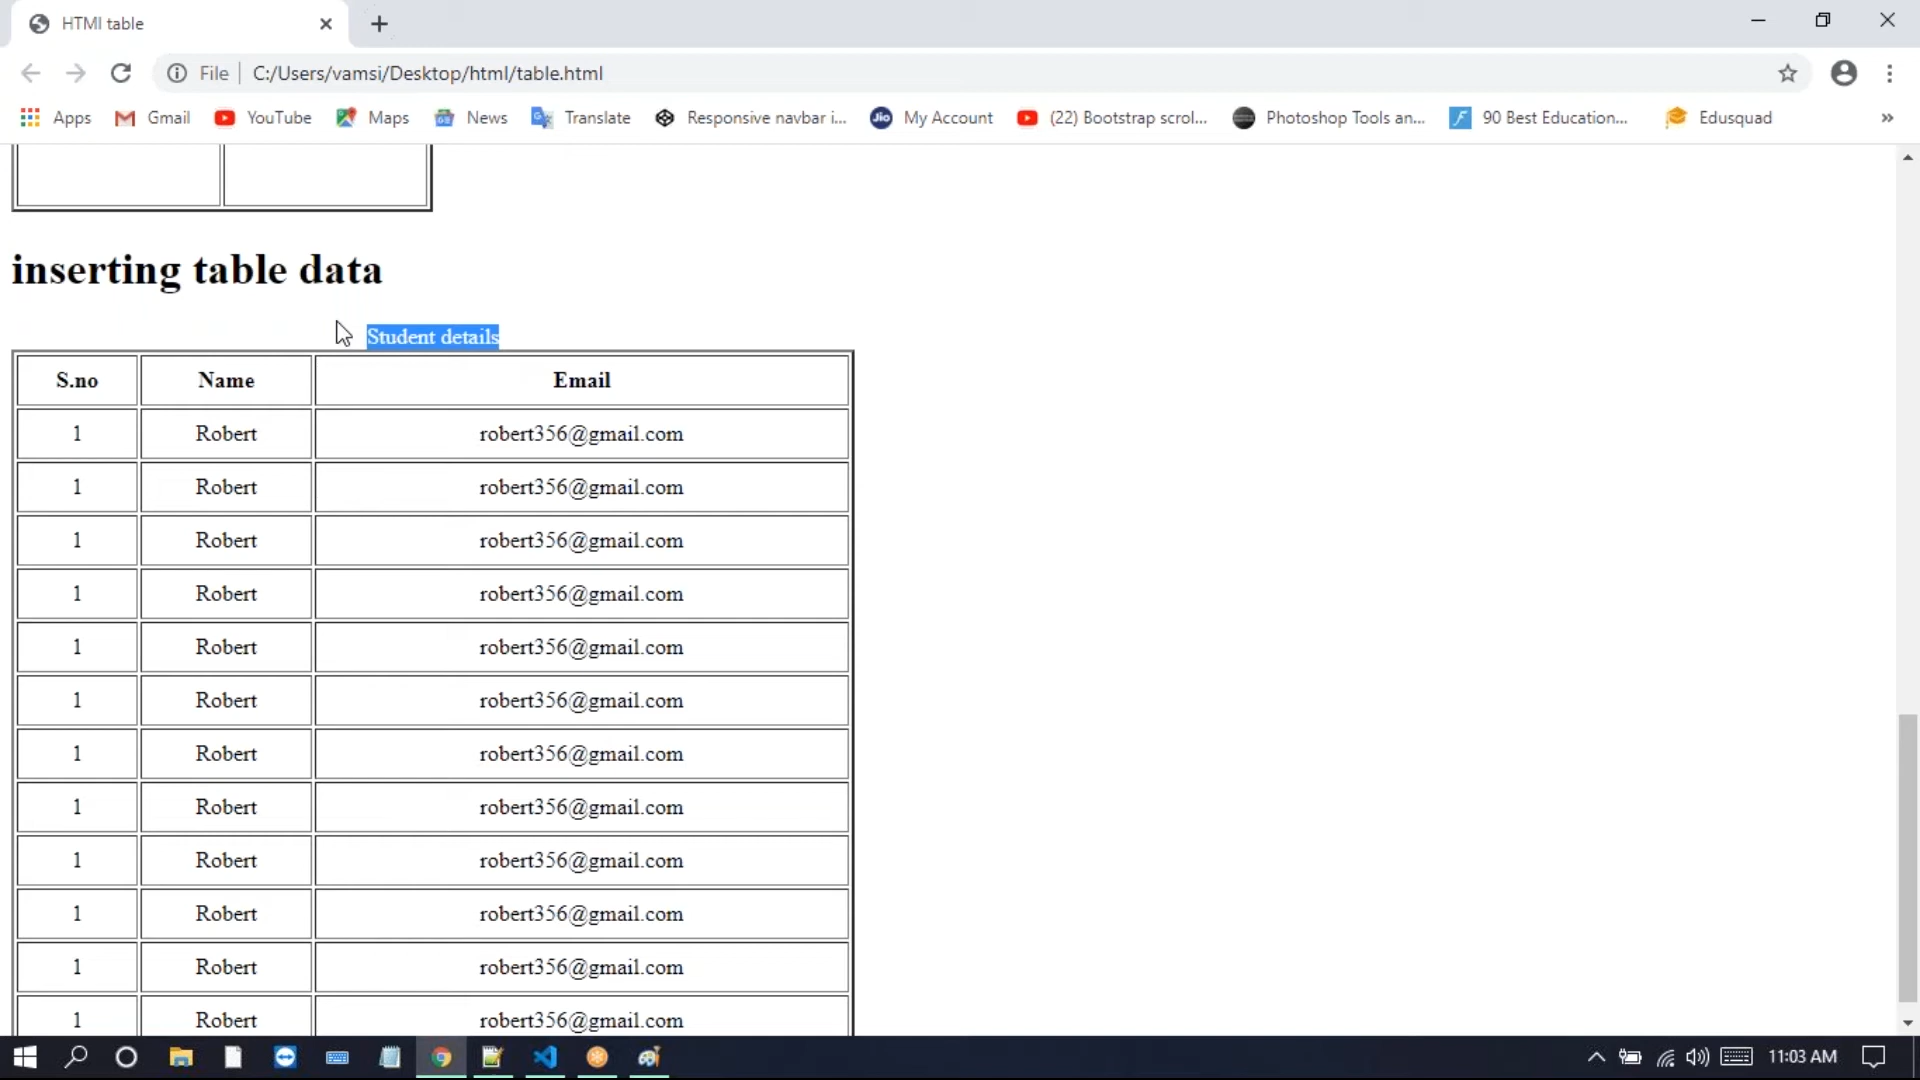 HTMl table
File C:/Users/vamsi/Desktop/html/table.html
Apps Gmail YouTube Maps News Translate Responsive navbar i... Jio My Account (22) Bootstrap scrol... Photoshop Tools an... 90 Best Education... Edusquad »
inserting table data
Student details
S.no Name Email
1 Robert robert356@gmail.com
1 Robert robert356@gmail.com
1 Robert robert356@gmail.com
1 Robert robert356@gmail.com
1 Robert robert356@gmail.com
1 Robert robert356@gmail.com
1 Robert robert356@gmail.com
1 Robert robert356@gmail.com
1 Robert robert356@gmail.com
1 Robert robert356@gmail.com
1 Robert robert356@gmail.com
1 Robert robert356@gmail.com
11:03 AM